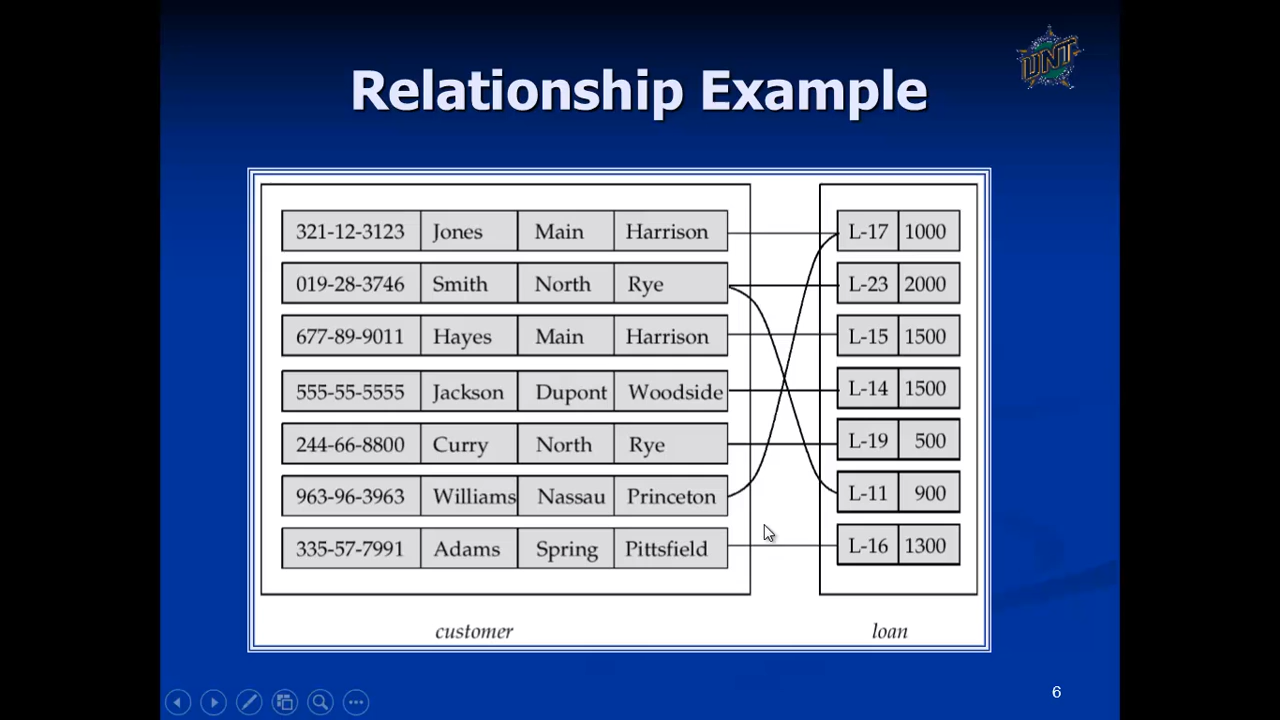 UNT
Relationship Example
321-12-3123 Jones Main Harrison L-17 1000
019-28-3746 Smith North Rye L-23 2000
677-89-9011 Hayes Main Harrison L-15 1500
555-55-5555 Jackson Dupont Woodside L-14 1500
244-66-8800 Curry North Rye L-19 500
963-96-3963 Williams Nassau Princeton L-11 900
335-57-7991 Adams Spring Pittsfield L-16 1300
customer loan
6